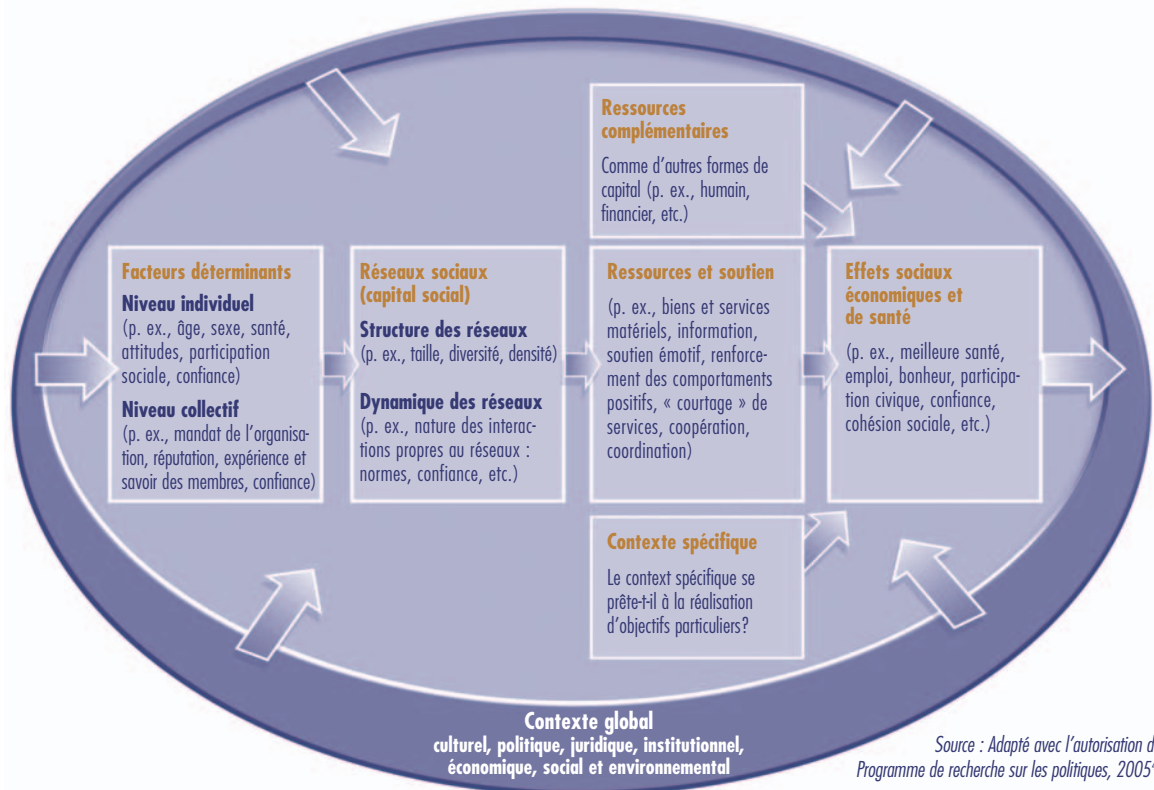 Ressources
complémentaires
Comme d'autres formes de
capital (p. ex., humain,
financier, etc.)
Facteurs déterminants
Niveau individuel
(p. ex., âge, sexe, santé,
attitudes, participation
sociale, confiance)
Niveau collectif
(p. ex., mandat de l'organisa-
tion, réputation, expérience et
savoir des membres, confiance)
Réseaux sociaux
(capital social)
Structure des réseaux
(p. ex., taille, diversité, densité)
Dynamique des réseaux
(p. ex., nature des interac-
tions propres au réseau :
normes, confiance, etc.)
Ressources et soutien
(p. ex., biens et services
matériels, information,
soutien émotif, renforce-
ment des comportaments
positifs, « courtage » de
services, coopération,
coordination)
Effets sociaux
économiques et
de santé
(p. ex., meilleure santé,
emploi, bonheur, participa-
tion civique, confiance,
cohésion sociale, etc.)
Contexte spécifique
Le context spécifique se
prête-t-il à la réalisation
d'objectifs particuliers?
Contexte global
culturel, politique, juridique, institutionnel,
économique, social et environnemental
Source : Adapté avec l'autorisation d
Programme de recherche sur les politiques, 2005